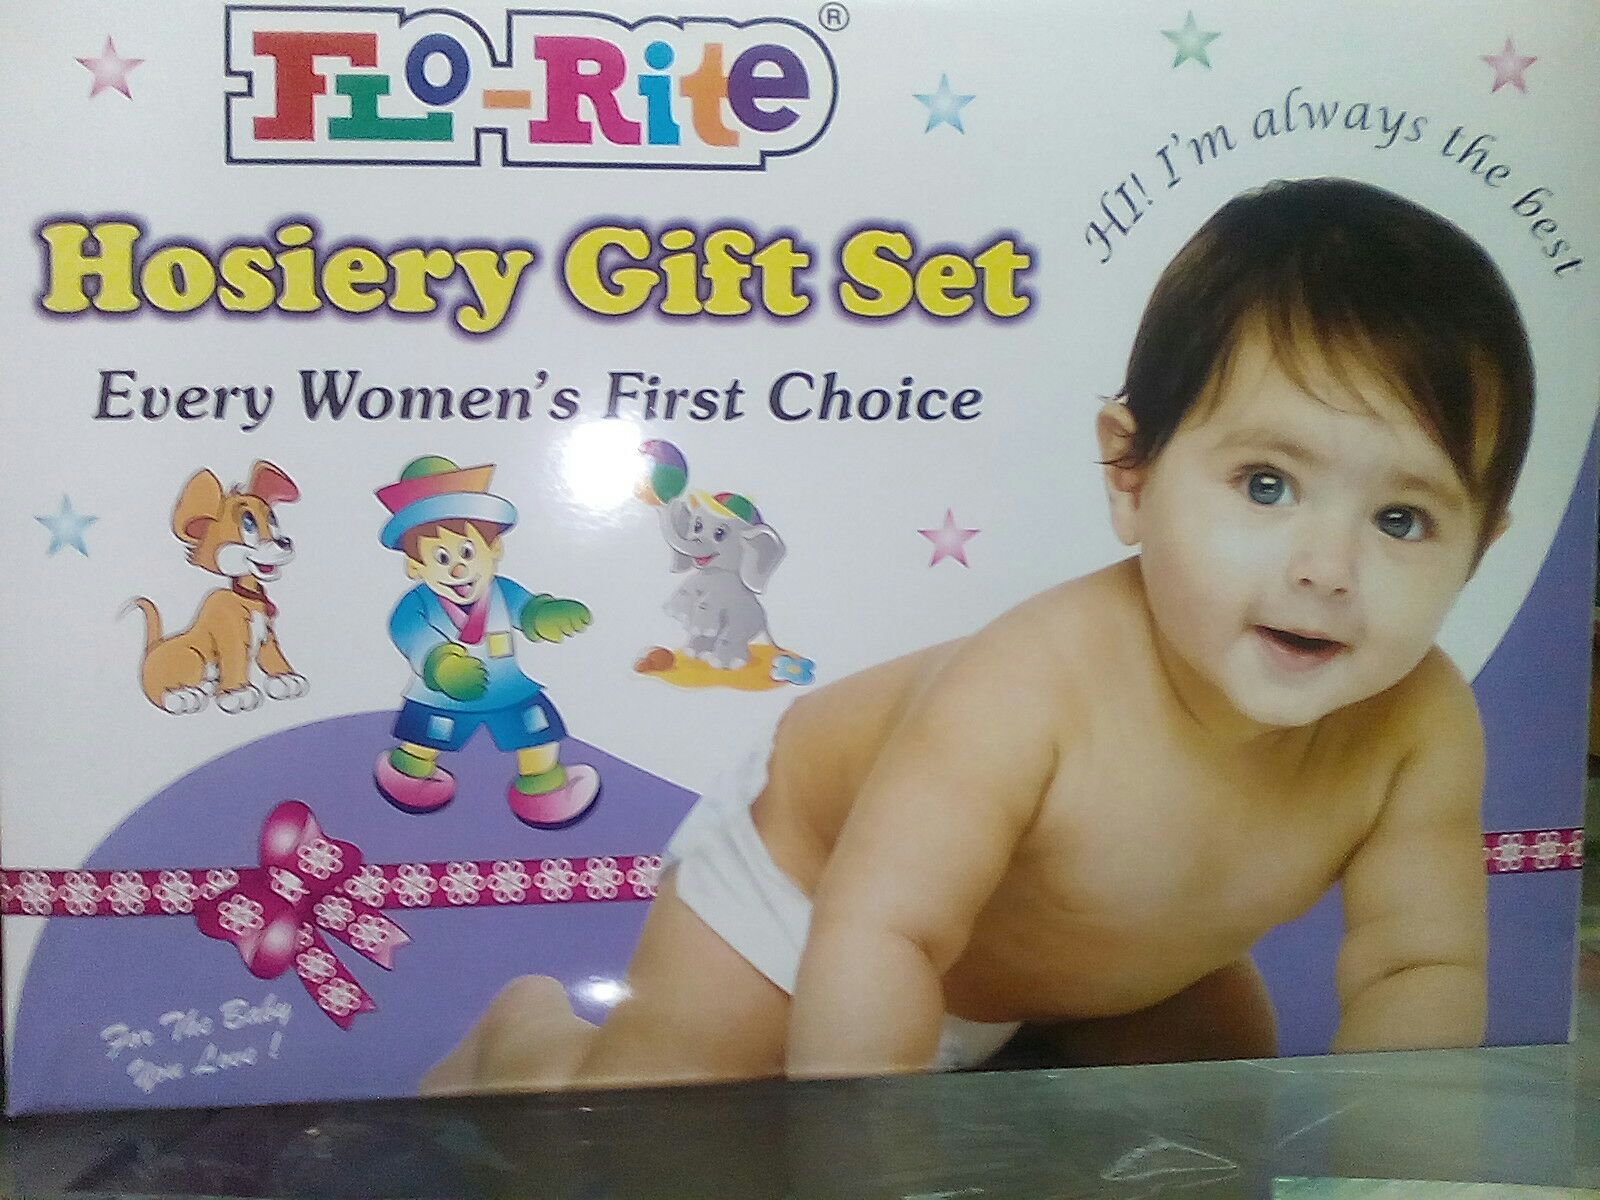 FLO-Rite®
HI! I'm always the best
Hosiery Gift Set
Every Women's First Choice
For The Baby
You Love!